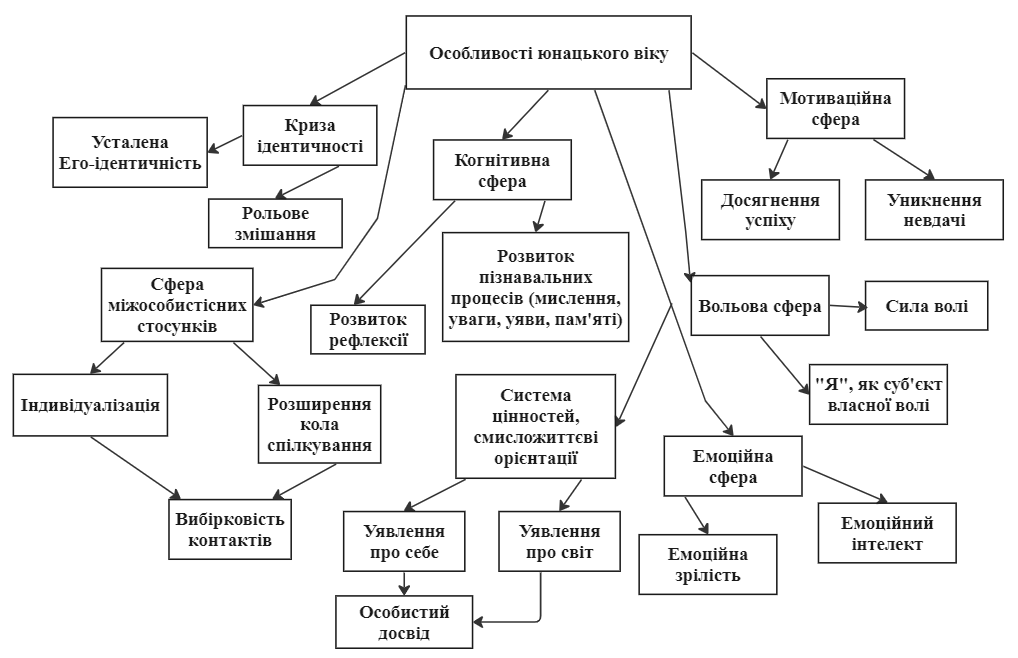 Особливості юнацького віку
Мотиваційна
сфера
Криза
ідентичності
Усталена
Его-ідентичність
Когнітивна
сфера
Досягнення
успіху
Уникнення
невдачі
Рольове
змішання
Розвиток
пізнавальних
процесів (мислення,
уваги, уяви, пам'яті)
Сфера
міжособистісних
стосунків
Розвиток
рефлексії
Вольова сфера
Сила волі
"Я", як суб'єкт
власної волі
Індивідуалізація
Розширення
кола
спілкування
Система
цінностей,
смисложиттєві
орієнтації
Емоційна
сфера
Вибірковість
контактів
Уявлення
про себе
Уявлення
про світ
Емоційний
інтелект
Емоційна
зрілість
Особистий
досвід